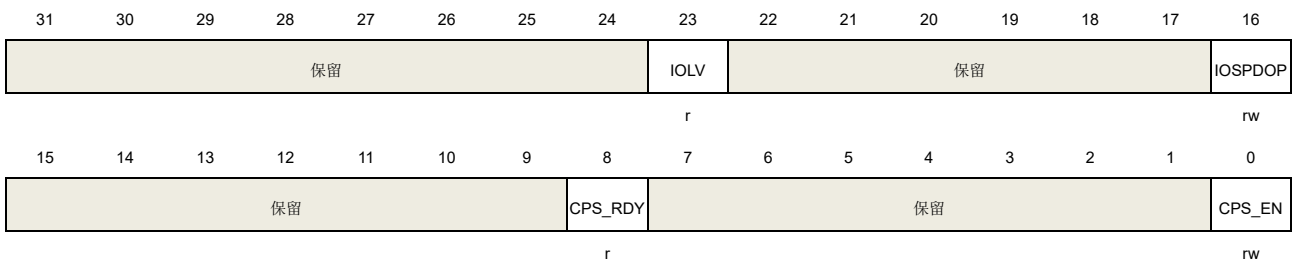 31 30 29 28 27 26 25 24 23 22 21 20 19 18 17 16
保留 IOLV 保留 IOSPDOP
r rw
15 14 13 12 11 10 9 8 7 6 5 4 3 2 1 0
保留 CPS_RDY 保留 CPS_EN
r rw